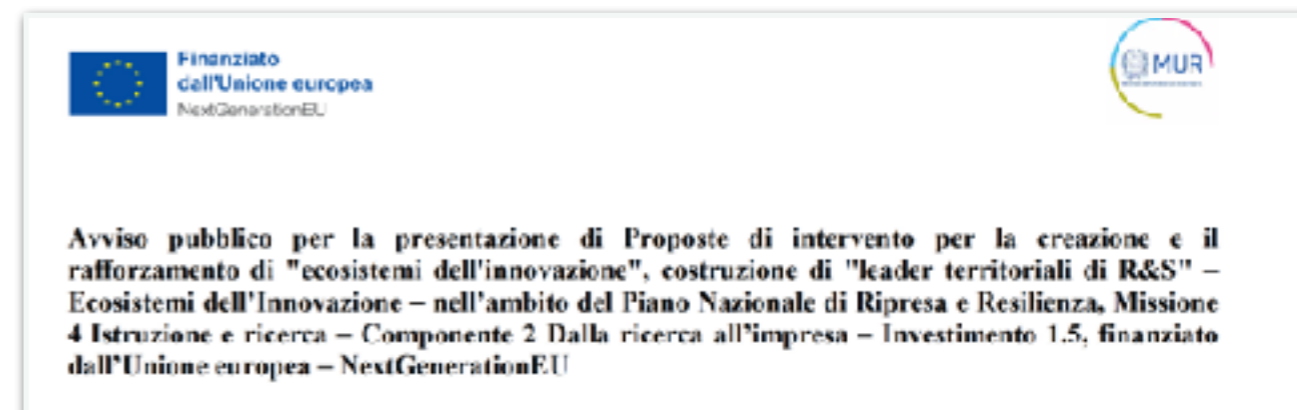 Finanziato
dall'Unione europea
NextGenerationEU
MUR
Avviso pubblico per la presentazione di Proposte di intervento per la creazione e il
rafforzamento di "ecosistemi dell'innovazione", costruzione di "leader territoriali di R&S" –
Ecosistemi dell'Innovazione – nell'ambito del Piano Nazionale di Ripresa e Resilienza, Missione
4 Istruzione e ricerca – Componente 2 Dalla ricerca all'impresa – Investimento 1.5, finanziato
dall'Unione europea – NextGenerationEU